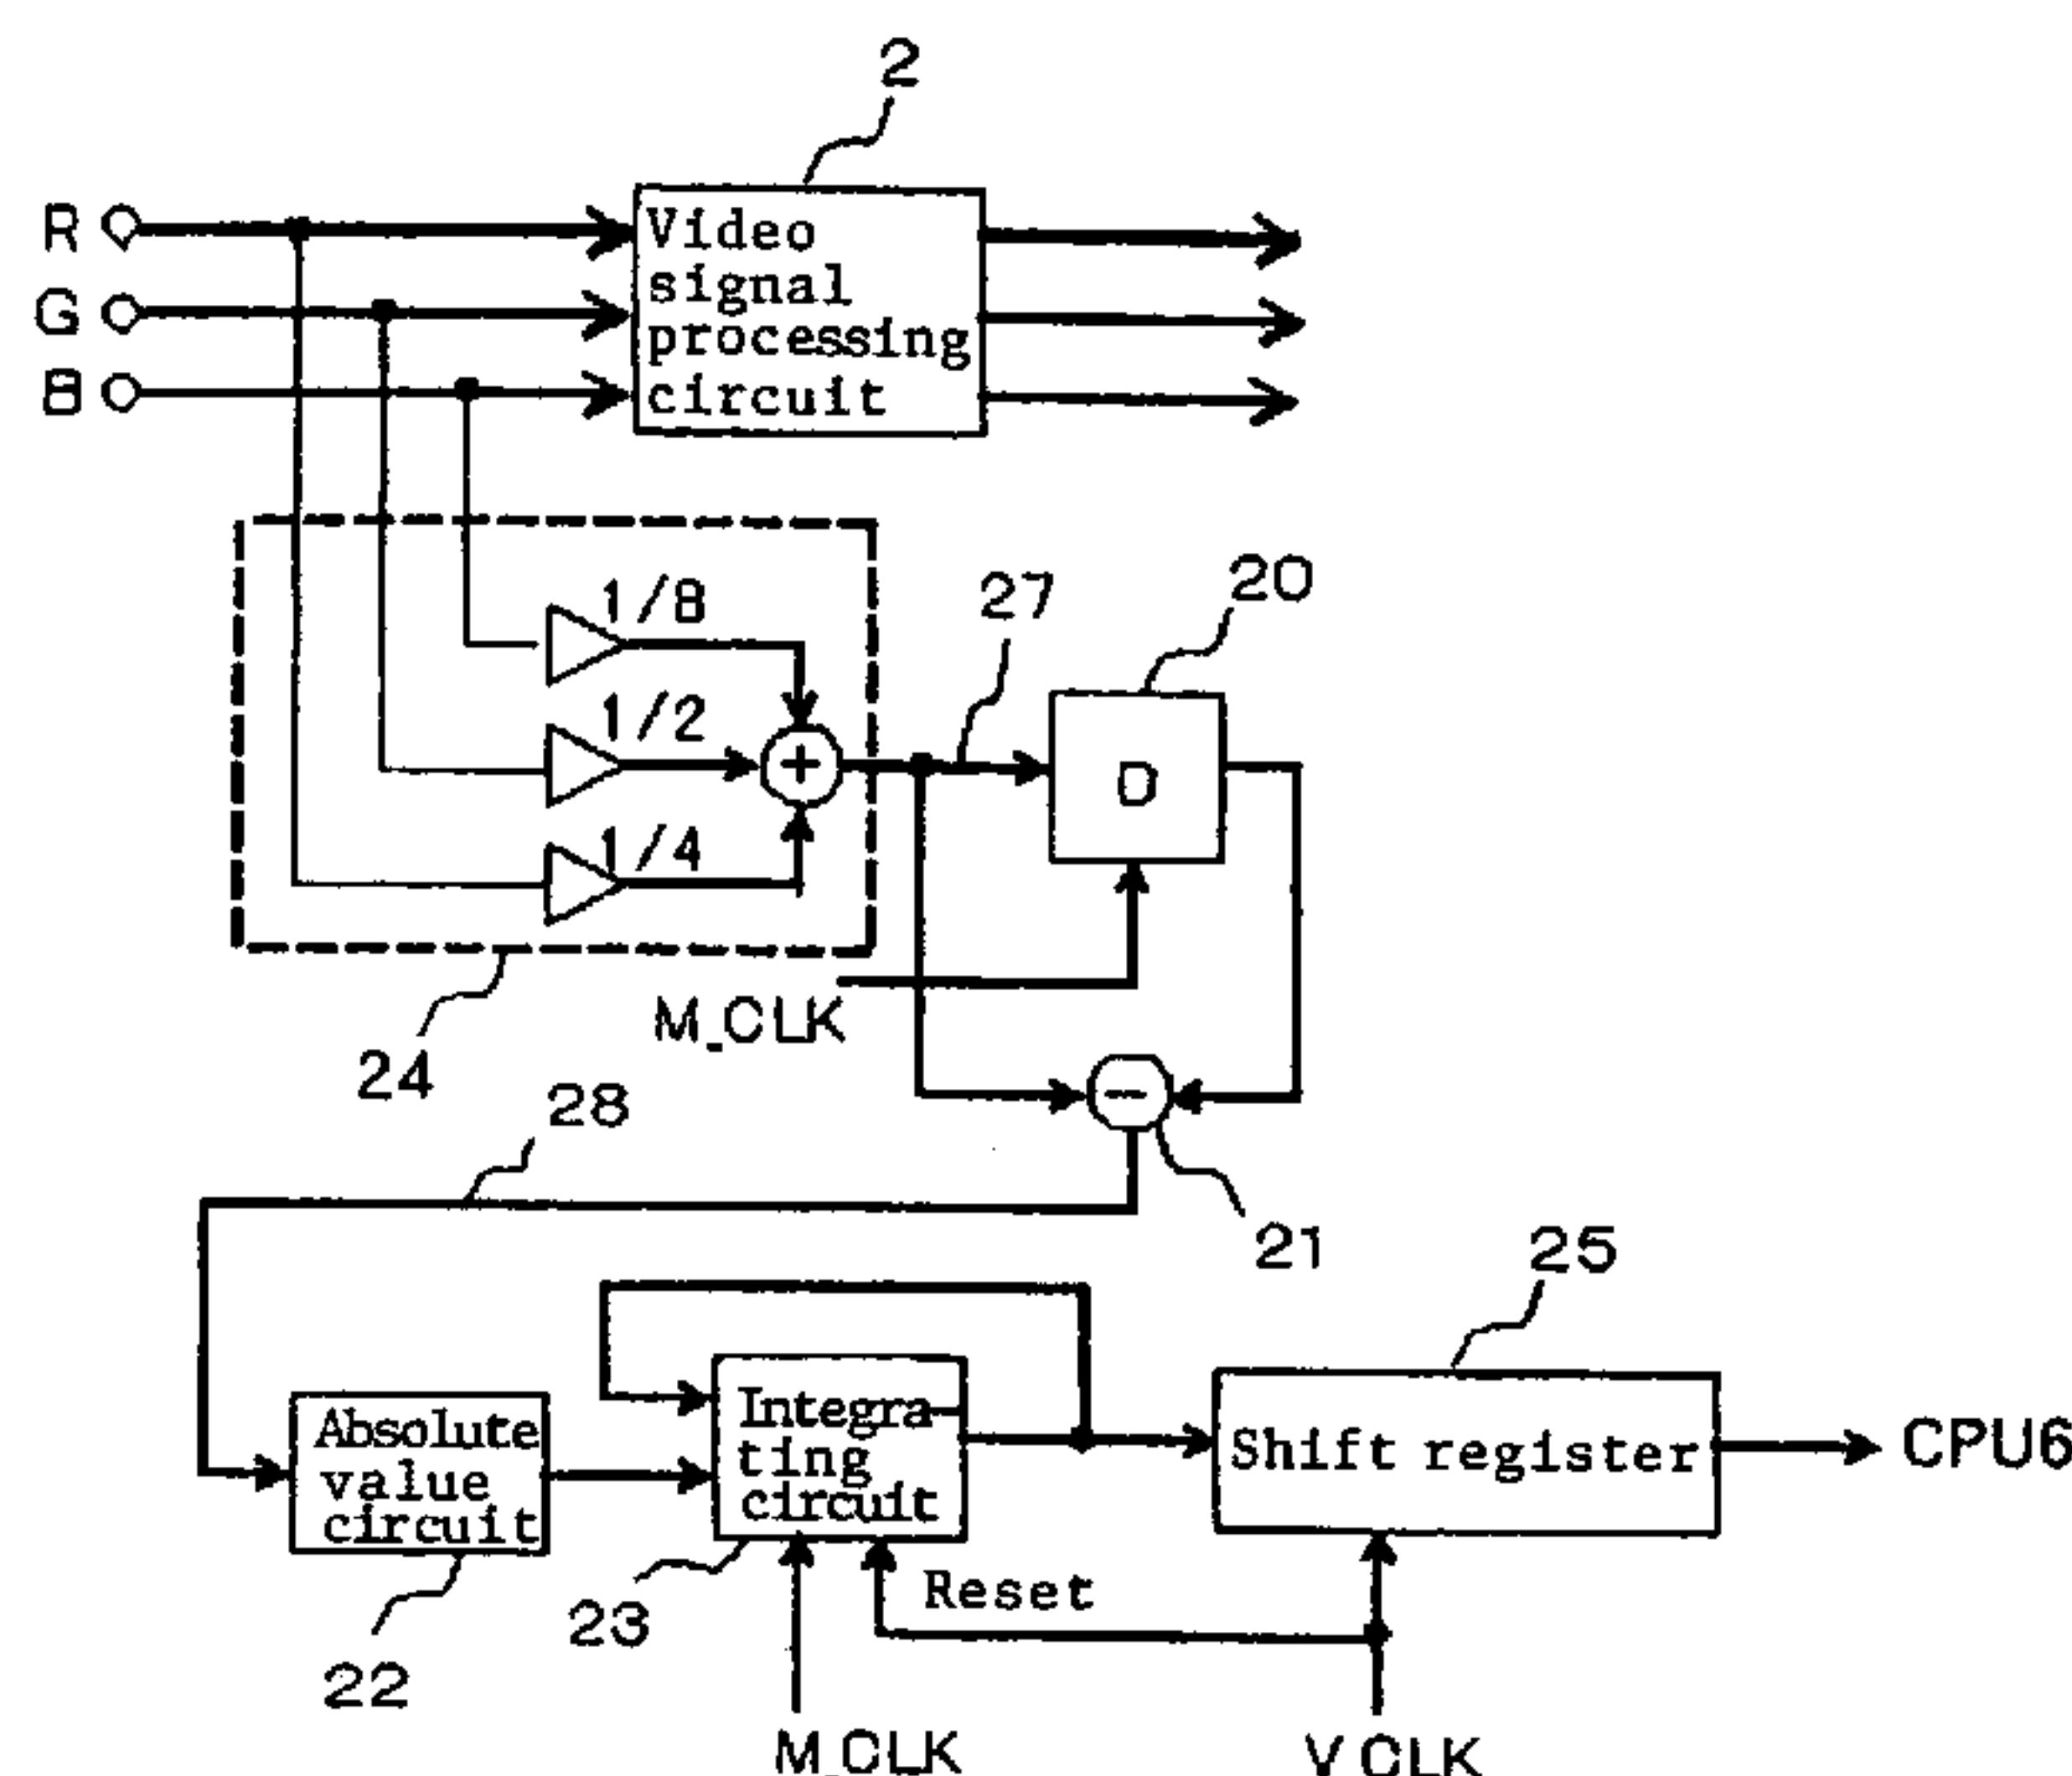 2
R
G
B
Video
signal
processing
circuit
1/8
1/2
1/4
27
20
D
+
M_CLK
24
28
-
21
25
Absolute
value
circuit
Integra-
ting
circuit
Shift register
CPU6
22
23
Reset
M_CLK
V CLK